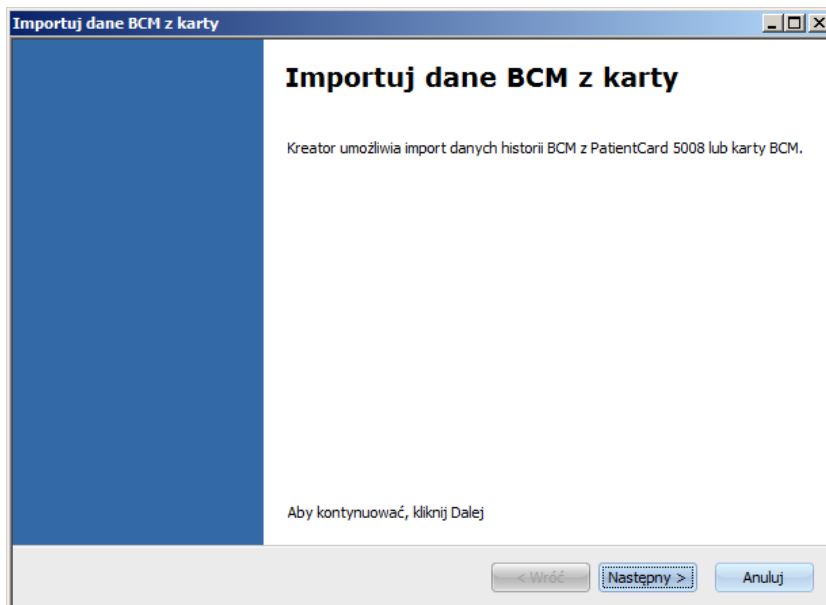 Importuj dane BCM z karty
Importuj dane BCM z karty
Kreator umożliwia import danych historii BCM z PatientCard 5008 lub karty BCM.
Aby kontynuować, kliknij Dalej
< Wróć
Następny >
Anuluj